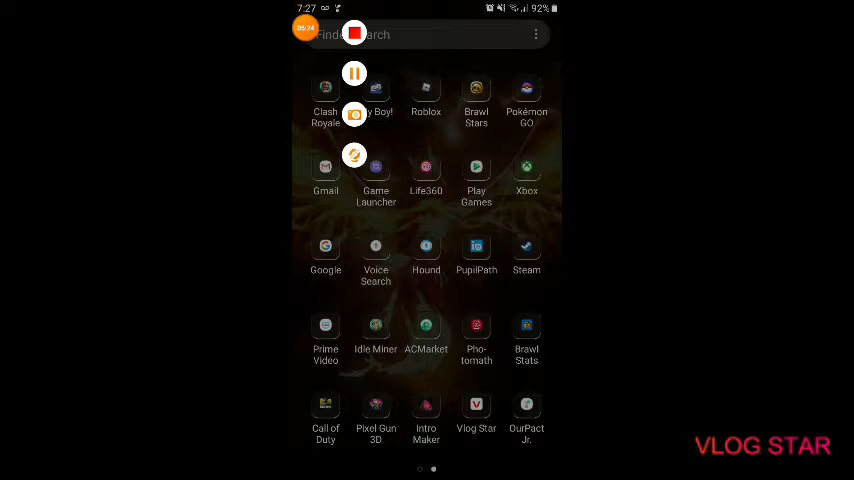 7:27
92%
05:24
Finde arch
Clash Royale
y Boy!
Roblox
Brawl Stars
Pokémon GO
Gmail
Game Launcher
Life360
Play Games
Xbox
Google
Voice Search
Hound
PupilPath
Steam
Prime Video
Idle Miner
ACMarket
Pho-
tomath
Brawl Stats
Call of Duty
Pixel Gun 3D
Intro Maker
Vlog Star
OurPact Jr.
VLOG STAR